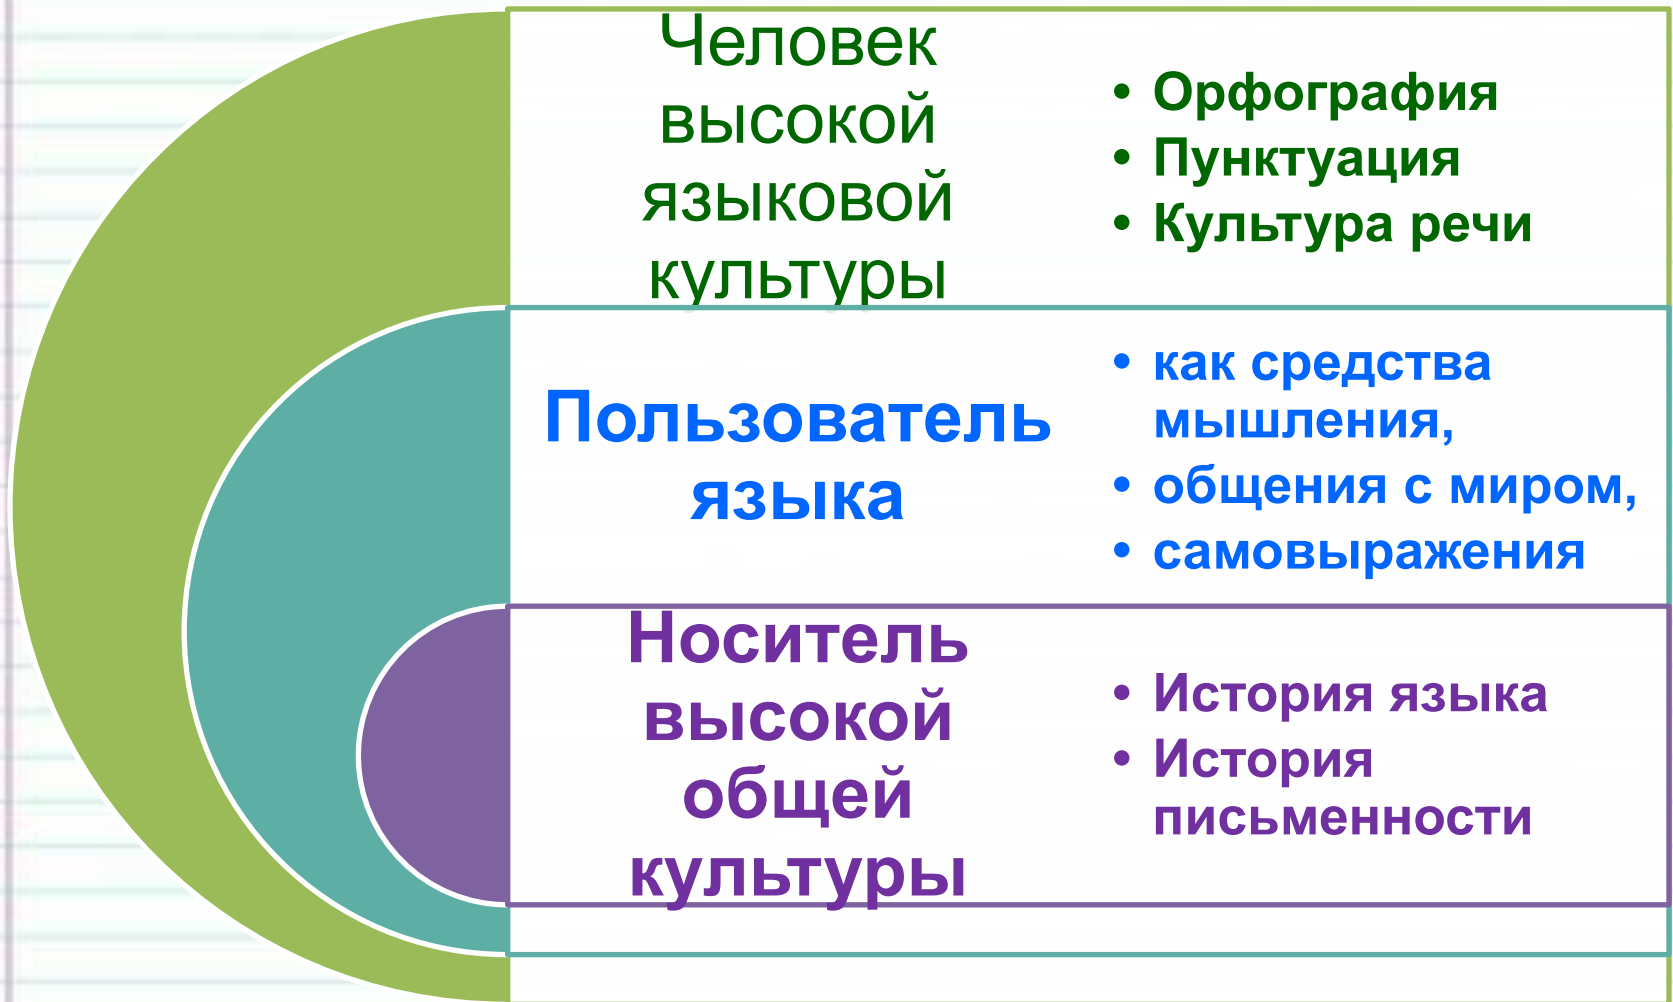 Человек
высокой
языковой
культуры
• Орфография
• Пунктуация
• Культура речи
Пользователь
языка
• как средства
мышления,
• общения с миром,
• самовыражения
Носитель
высокой
общей
культуры
• История языка
• История
письменности